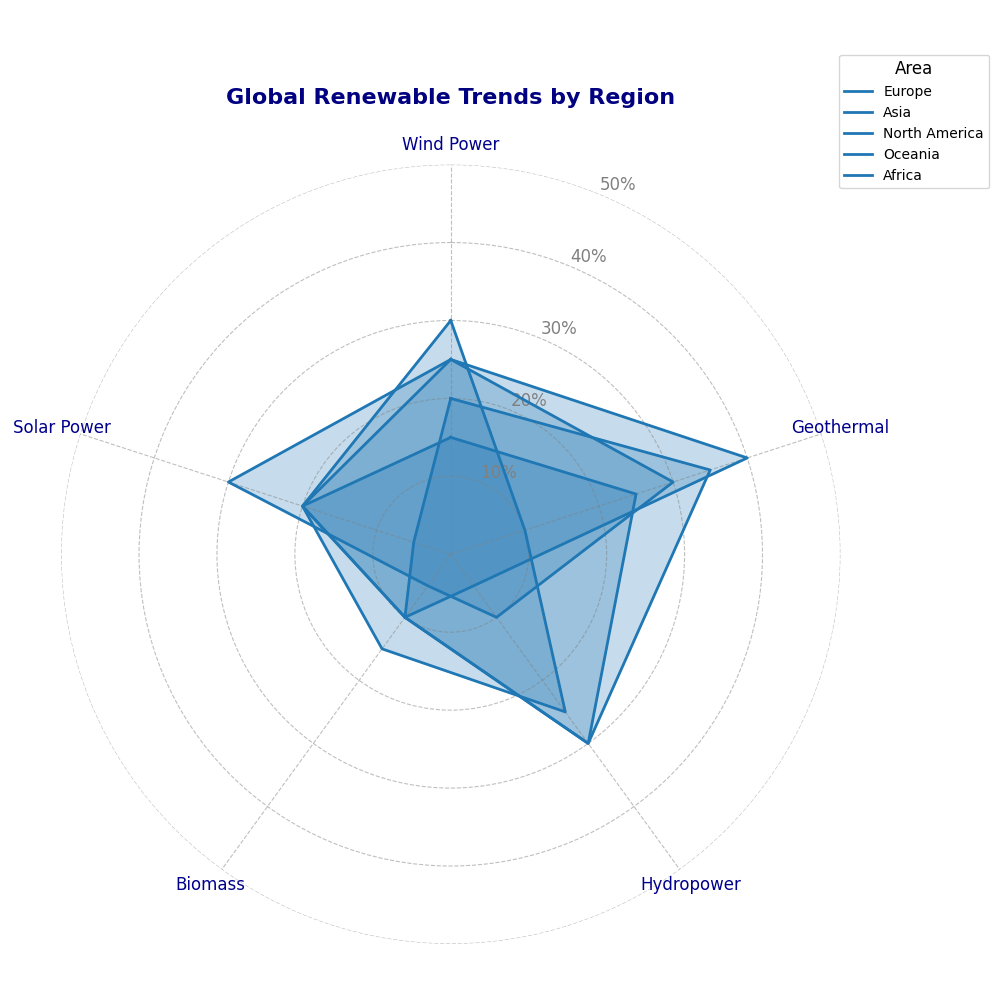 Global Renewable Trends by Region
Area
Europe
Asia
North America
Oceania
Africa
Wind Power
50%
40%
30%
20%
10%
Solar Power
Geothermal
Biomass
Hydropower